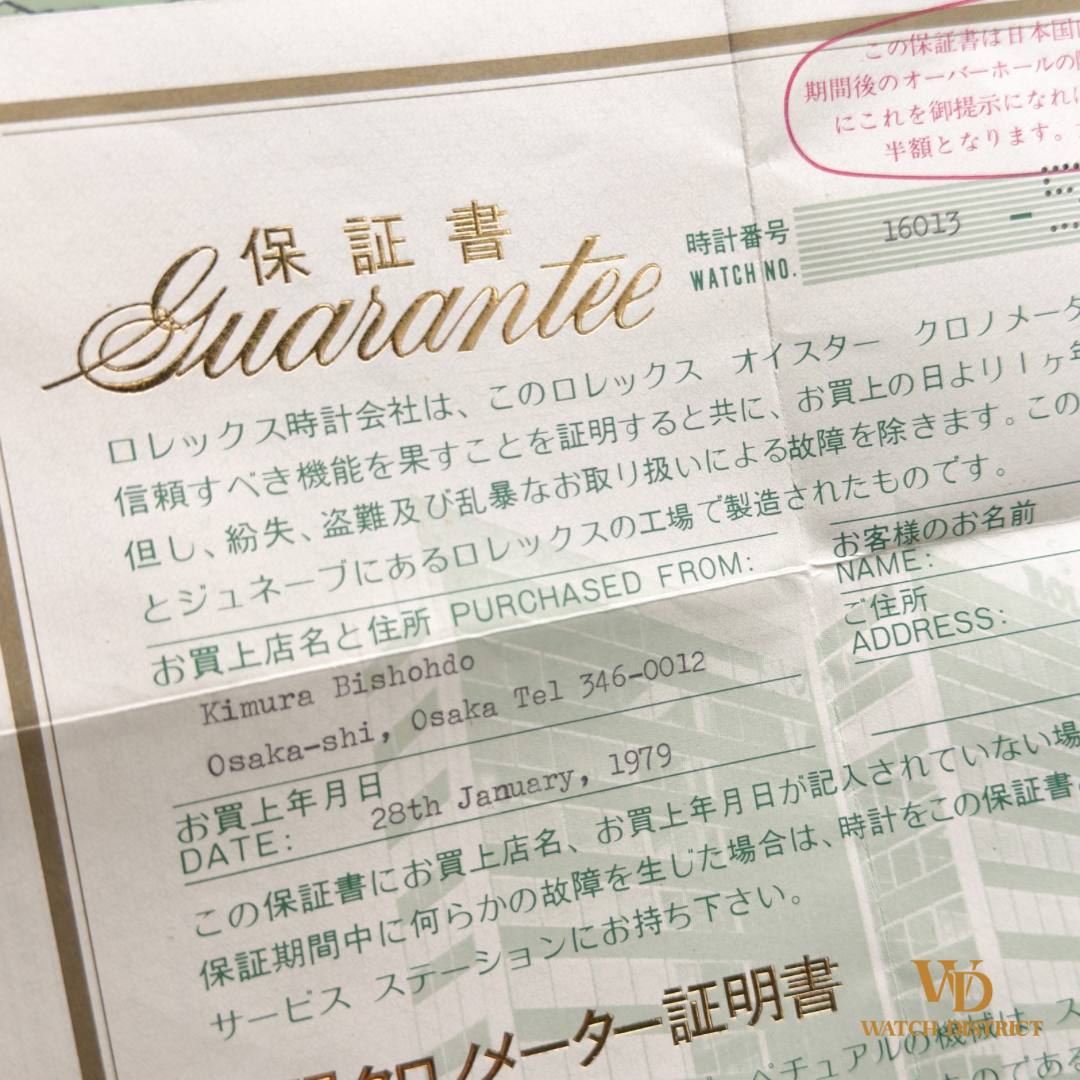 この保証書は日本国
期間後のオーバーホールの
にこれを御提示になれ
半額となります。
保証書
Guarantee
時計番号
WATCH NO.
16013 -
ロレックス時計会社は、このロレックス オイスター クロノメータ
信頼すべき機能を果すことを証明すると共に、お買上の日より1ヶ年
但し、紛失、盗難及び乱暴なお取り扱いによる故障を除きます。この
とジュネーブにあるロレックスの工場で製造されたものです。
お買上店名と住所 PURCHASED FROM:
Kimura Bishohdo
Osaka-shi, Osaka Tel 346-0012
お客様のお名前
NAME:
ご住所
ADDRESS:
お買上年月日
DATE: 28th January, 1979
この保証書にお買上店名、お買上年月日が記入されていない場
保証期間中に何らかの故障を生じた場合は、時計をこの保証書
サービス ステーションにお持ち下さい。
クロノメーター証明書
ペチュアルの機械は
WD
WATCH DISTRICT